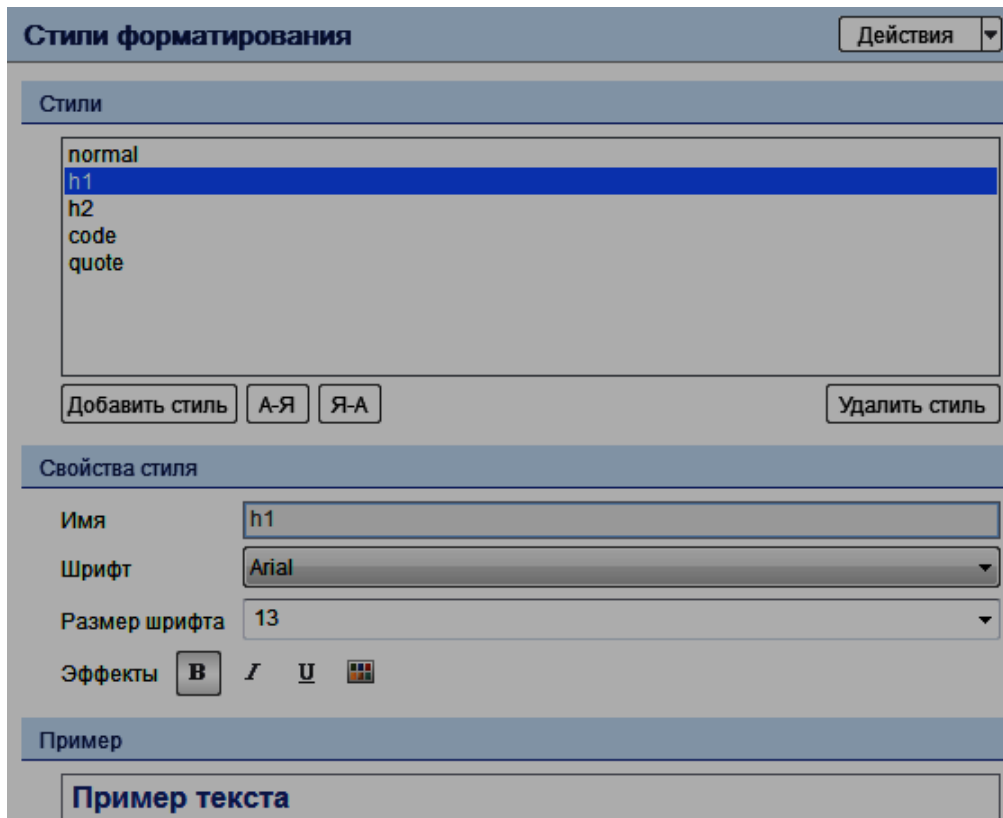 Стили форматирования Действия
Стили
normal
h1
h2
code
quote
Добавить стиль А-Я Я-А Удалить стиль
Свойства стиля
Имя h1
Шрифт Arial
Размер шрифта 13
Эффекты B I U
Пример
Пример текста